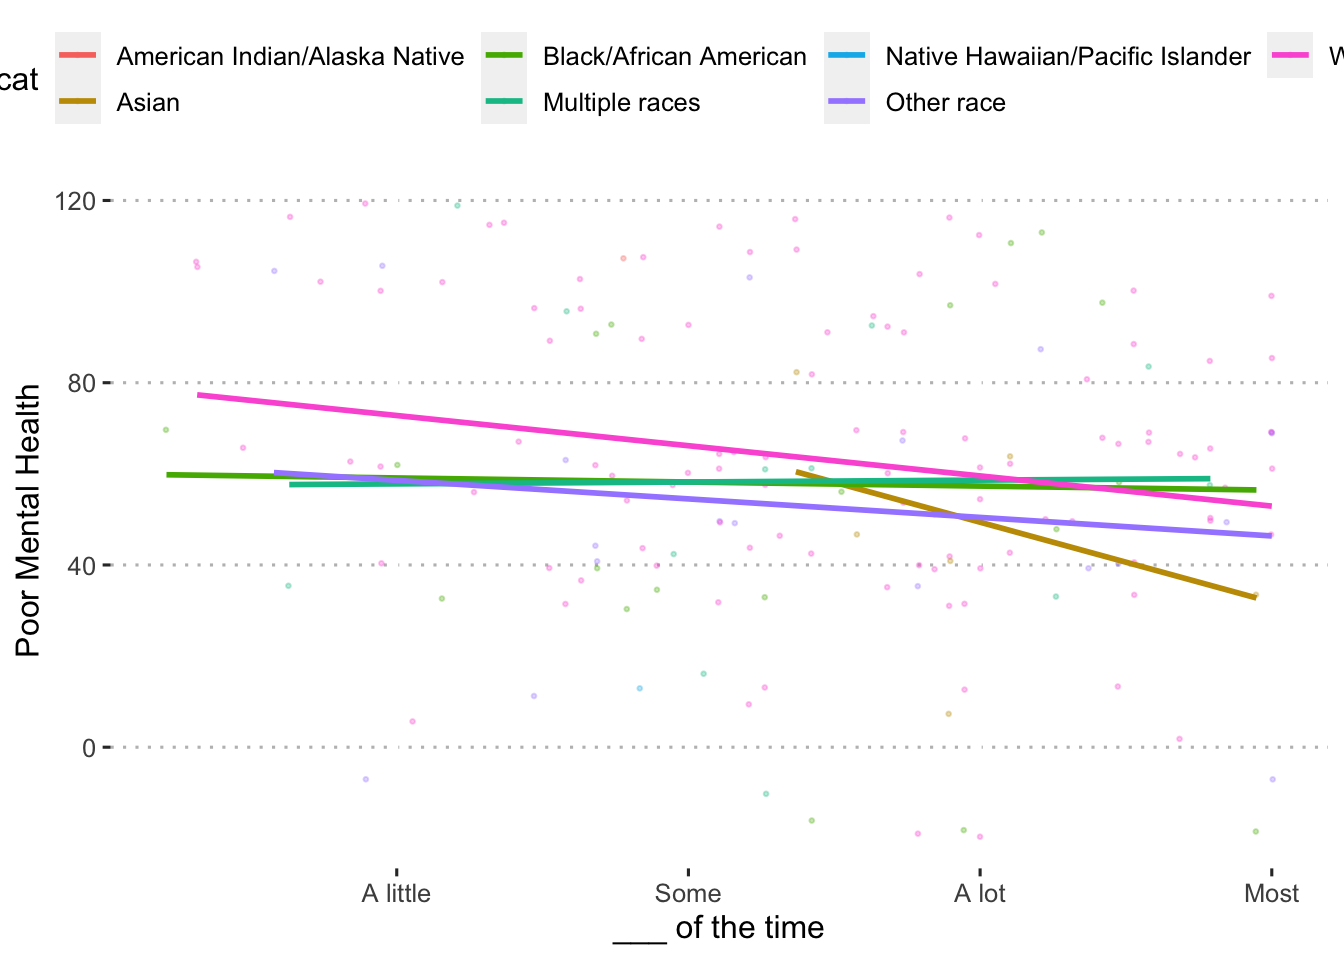 American Indian/Alaska Native Black/African American Native Hawaiian/Pacific Islander W
cat
Asian Multiple races Other race
120
80
40
0
Poor Mental Health
A little Some A lot Most
___ of the time